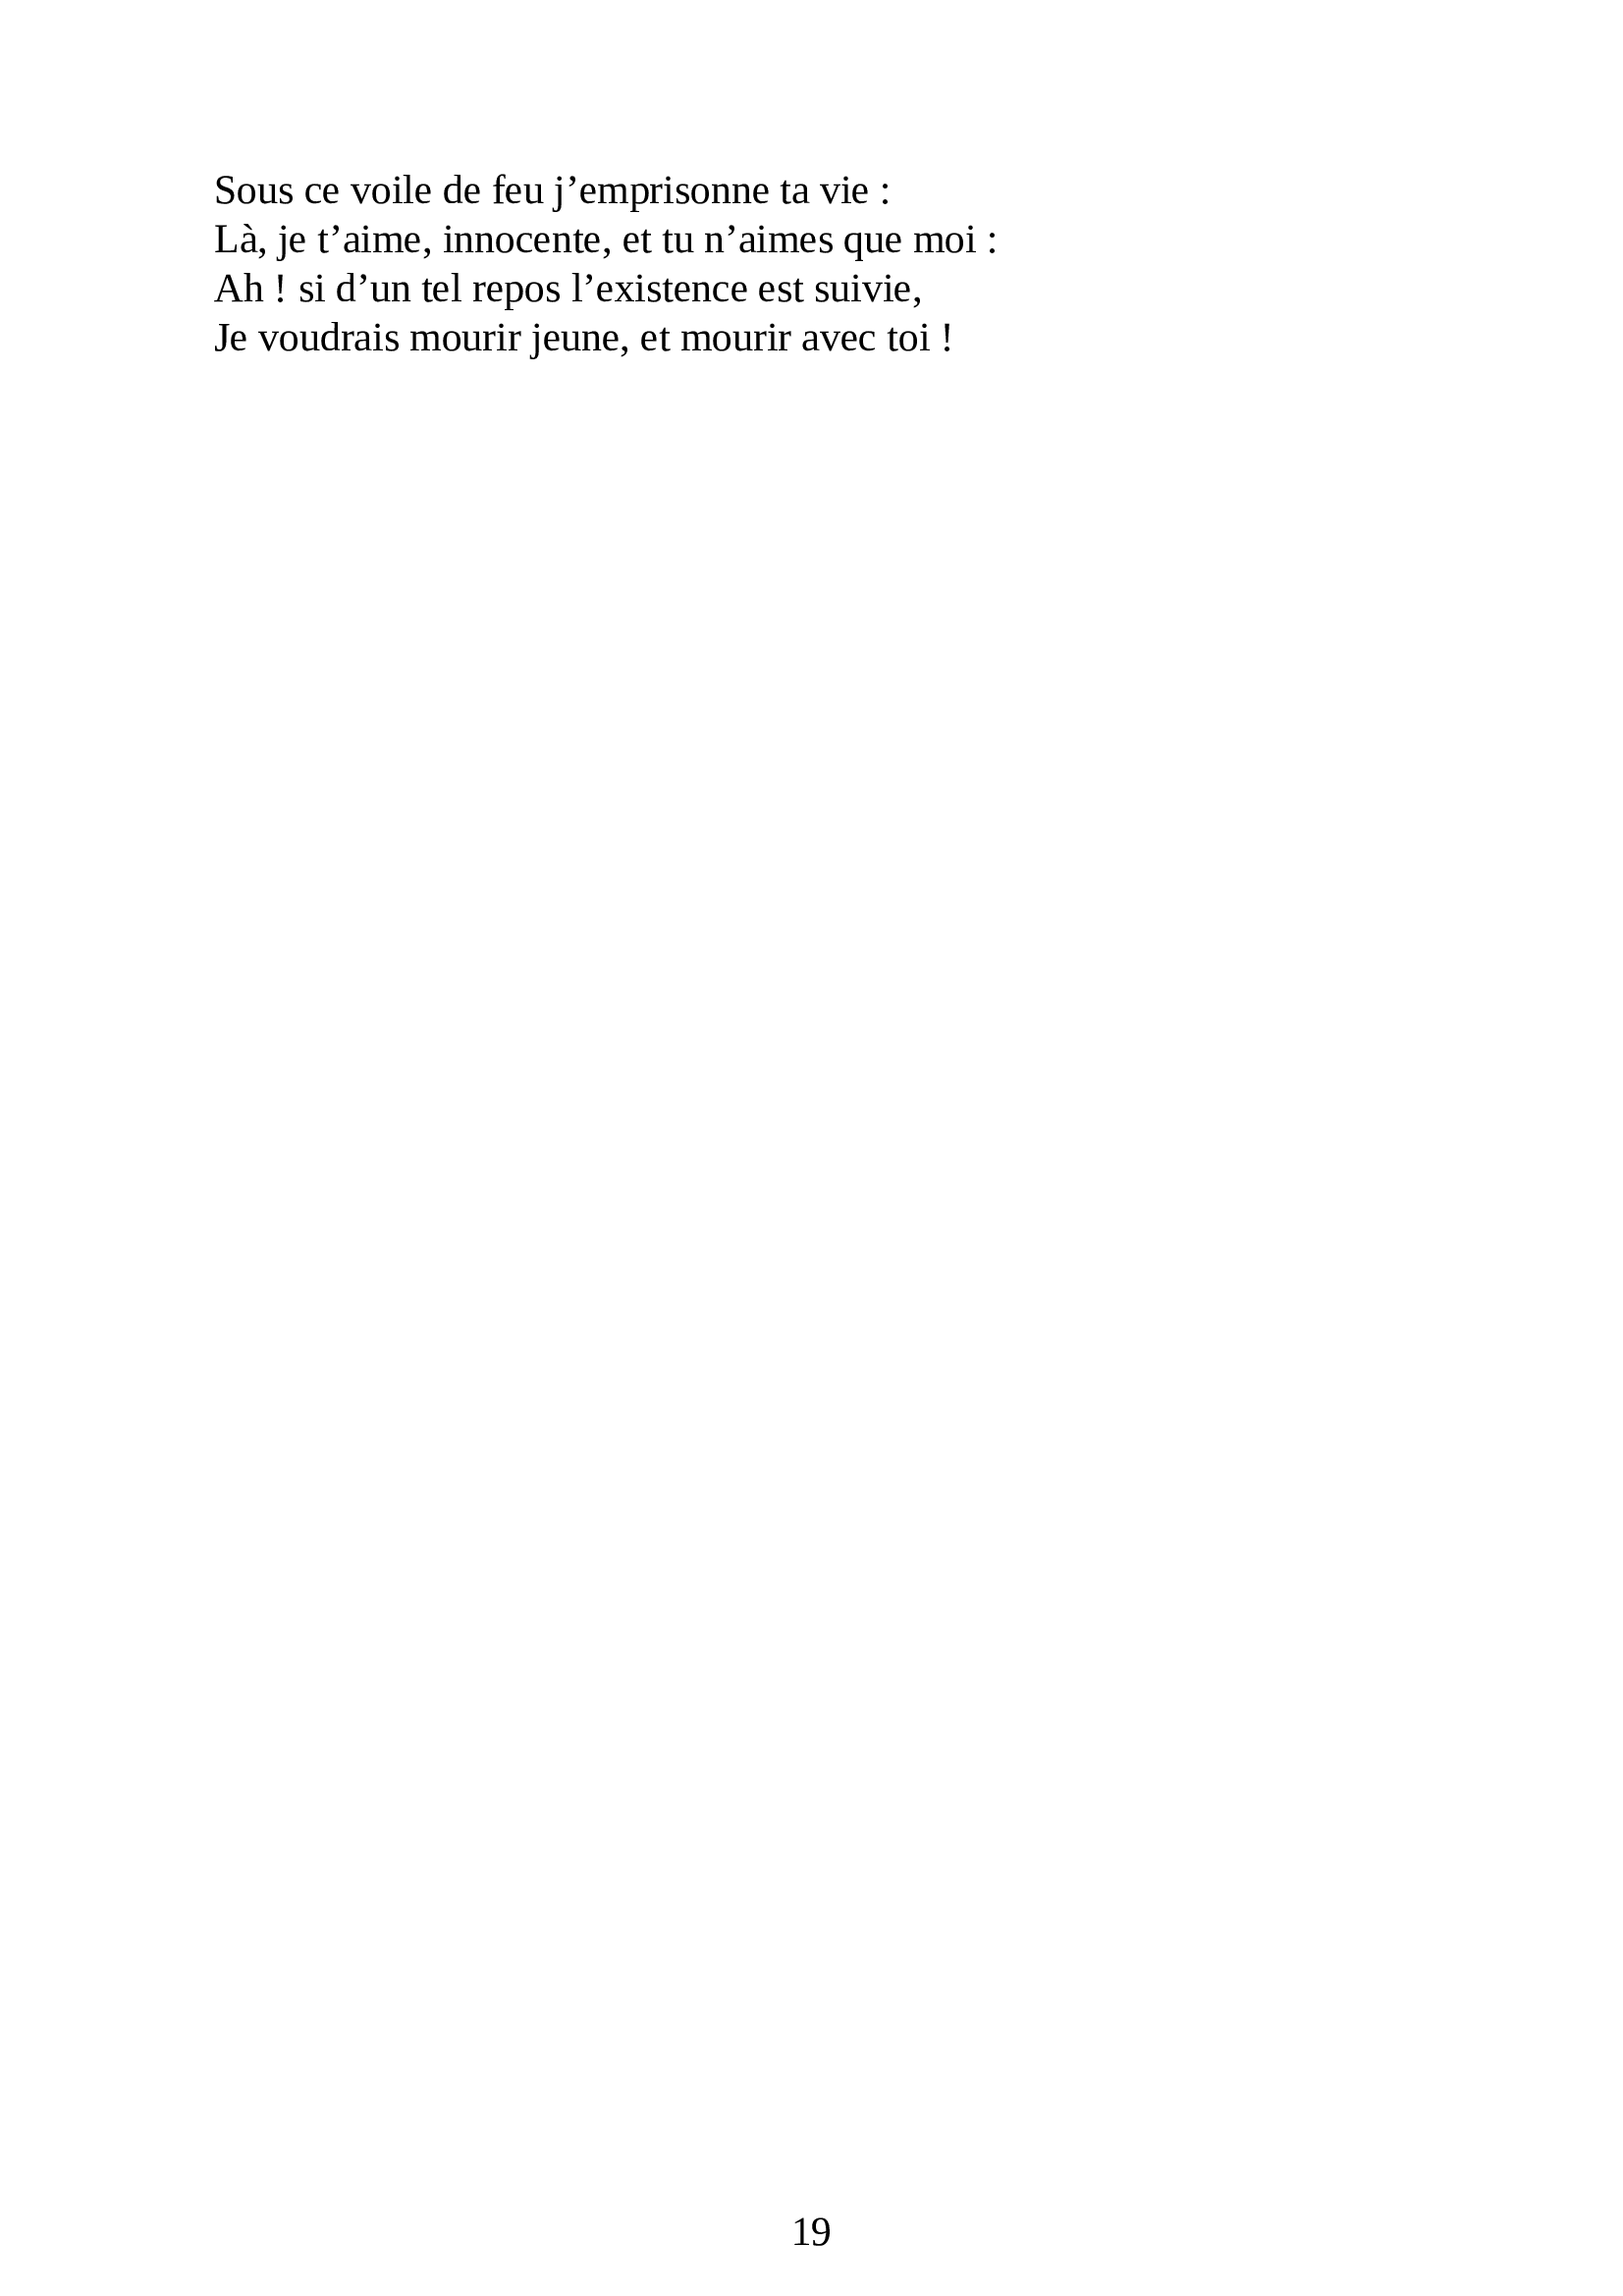 Sous ce voile de feu j’emprisonne ta vie :
Là, je t’aime, innocente, et tu n’aimes que moi :
Ah ! si d’un tel repos l’existence est suivie,
Je voudrais mourir jeune, et mourir avec toi !
19